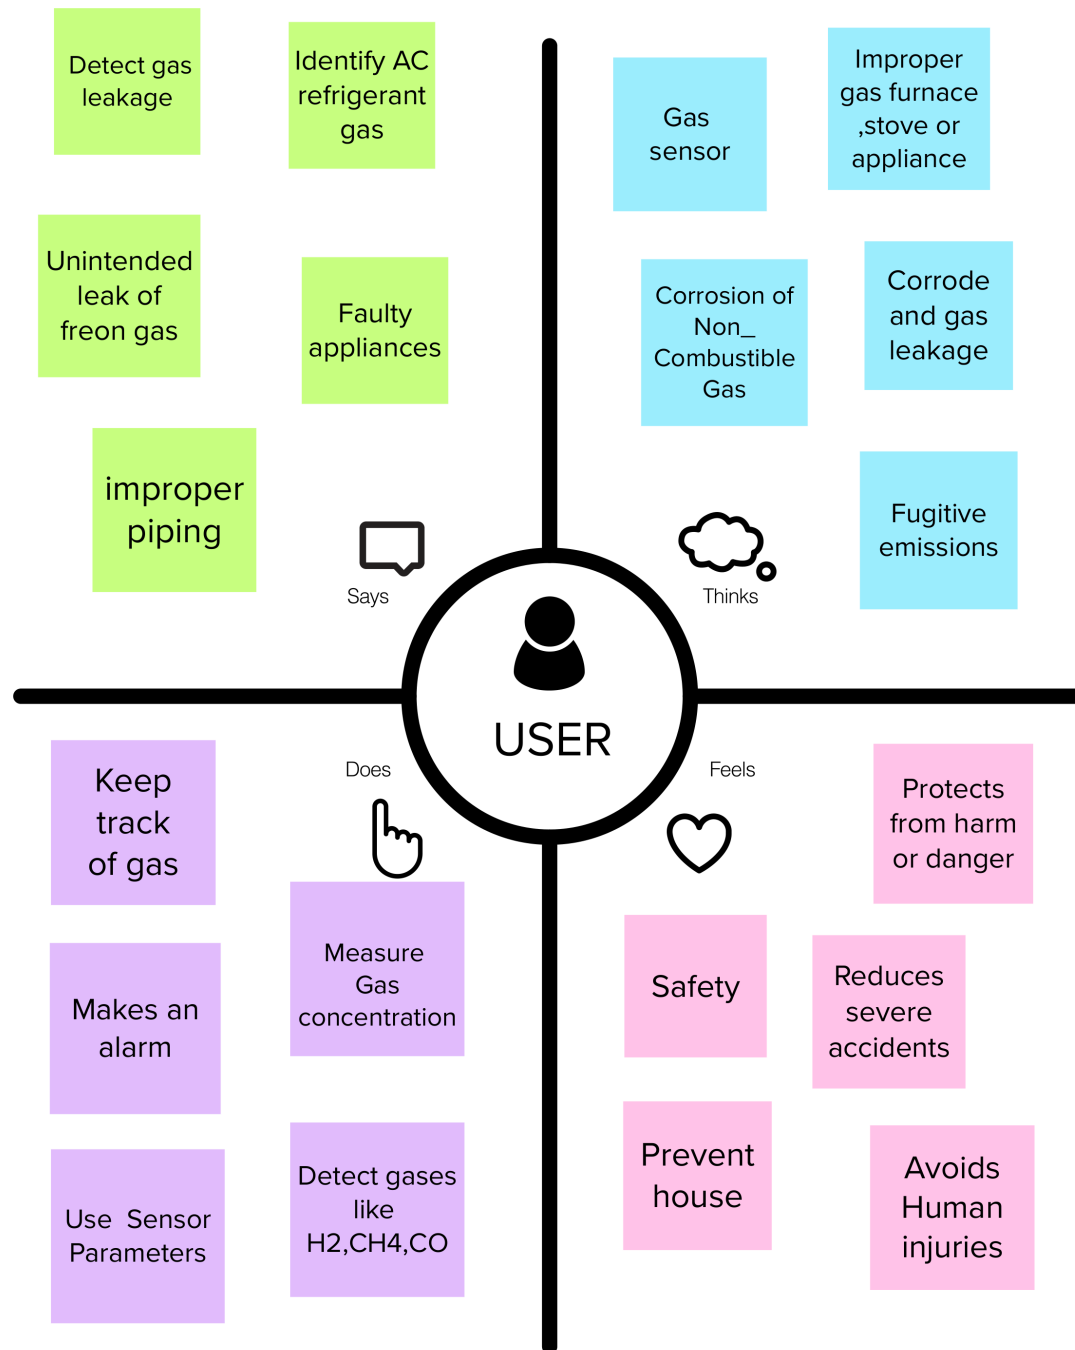 Detect gas
leakage
Identify AC
refrigerant
gas
Unintended
leak of
freon gas
Faulty
appliances
improper
piping
Says
Gas
sensor
Improper
gas furnace
,stove or
appliance
Corrosion of
Non_
Combustible
Gas
Corrode
and gas
leakage
Fugitive
emissions
Thinks
USER
Does
Keep
track
of gas
Measure
Gas
concentration
Makes an
alarm
Use Sensor
Parameters
Detect gases
like
H2,CH4,CO
Feels
Protects
from harm
or danger
Safety
Reduces
severe
accidents
Prevent
house
Avoids
Human
injuries